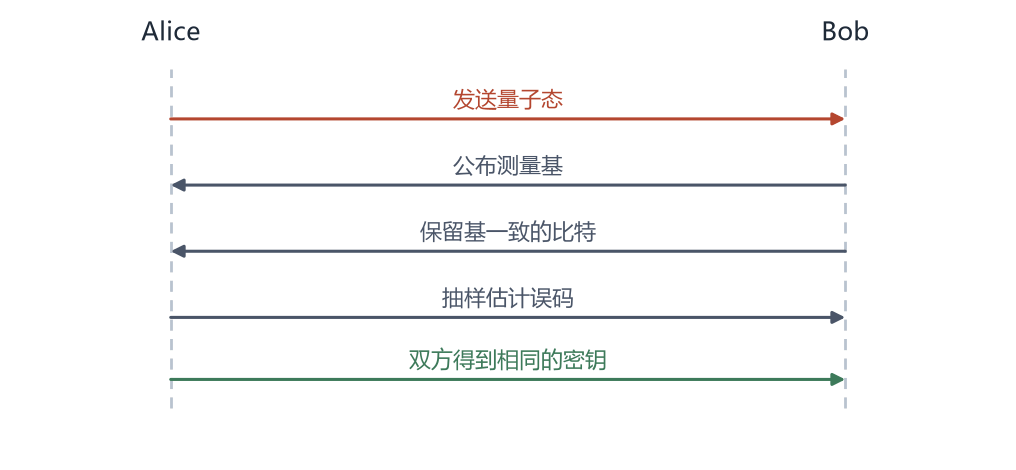 Alice
Bob
发送量子态
公布测量基
保留基一致的比特
抽样估计误码
双方得到相同的密钥